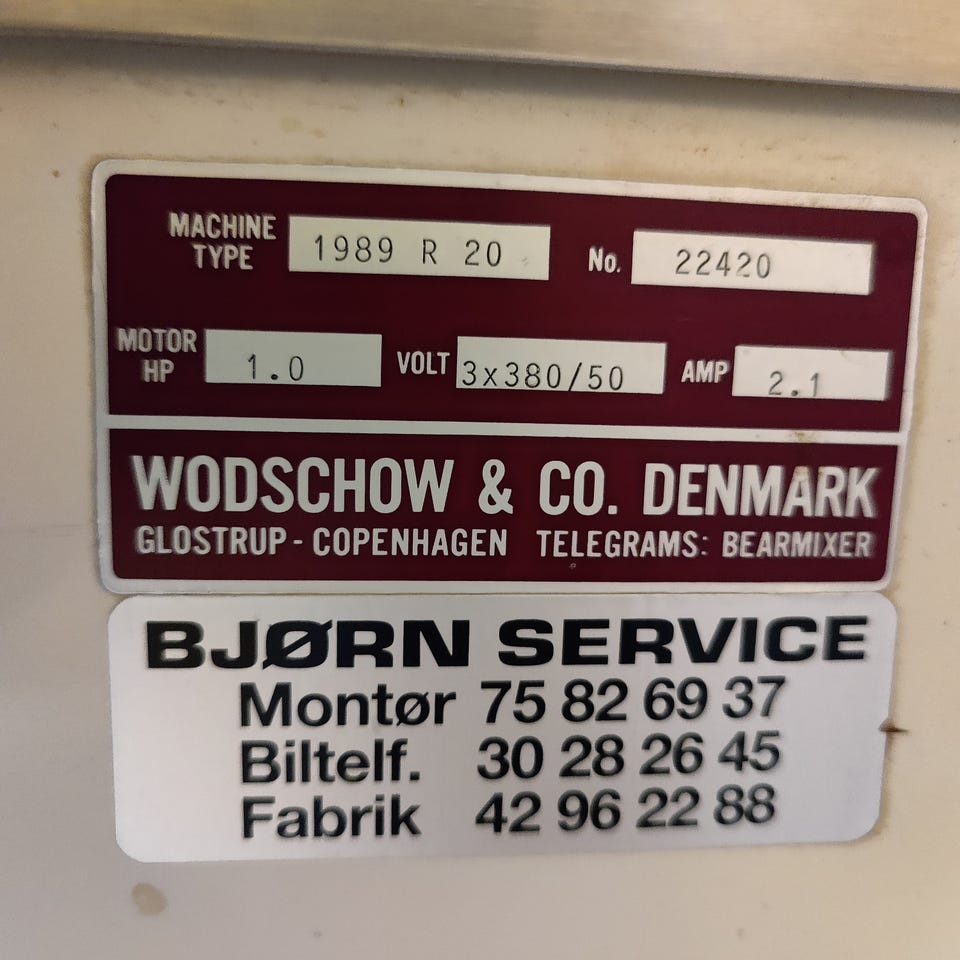 MACHINE TYPE 1989 R 20 No. 22420
MOTOR HP 1.0 VOLT 3x380/50 AMP 2.1
WODSCHOW & CO. DENMARK
GLOSTRUP - COPENHAGEN TELEGRAMS: BEARMIXER
BJØRN SERVICE
Montør 75 82 69 37
Biltelf. 30 28 26 45
Fabrik 42 96 22 88